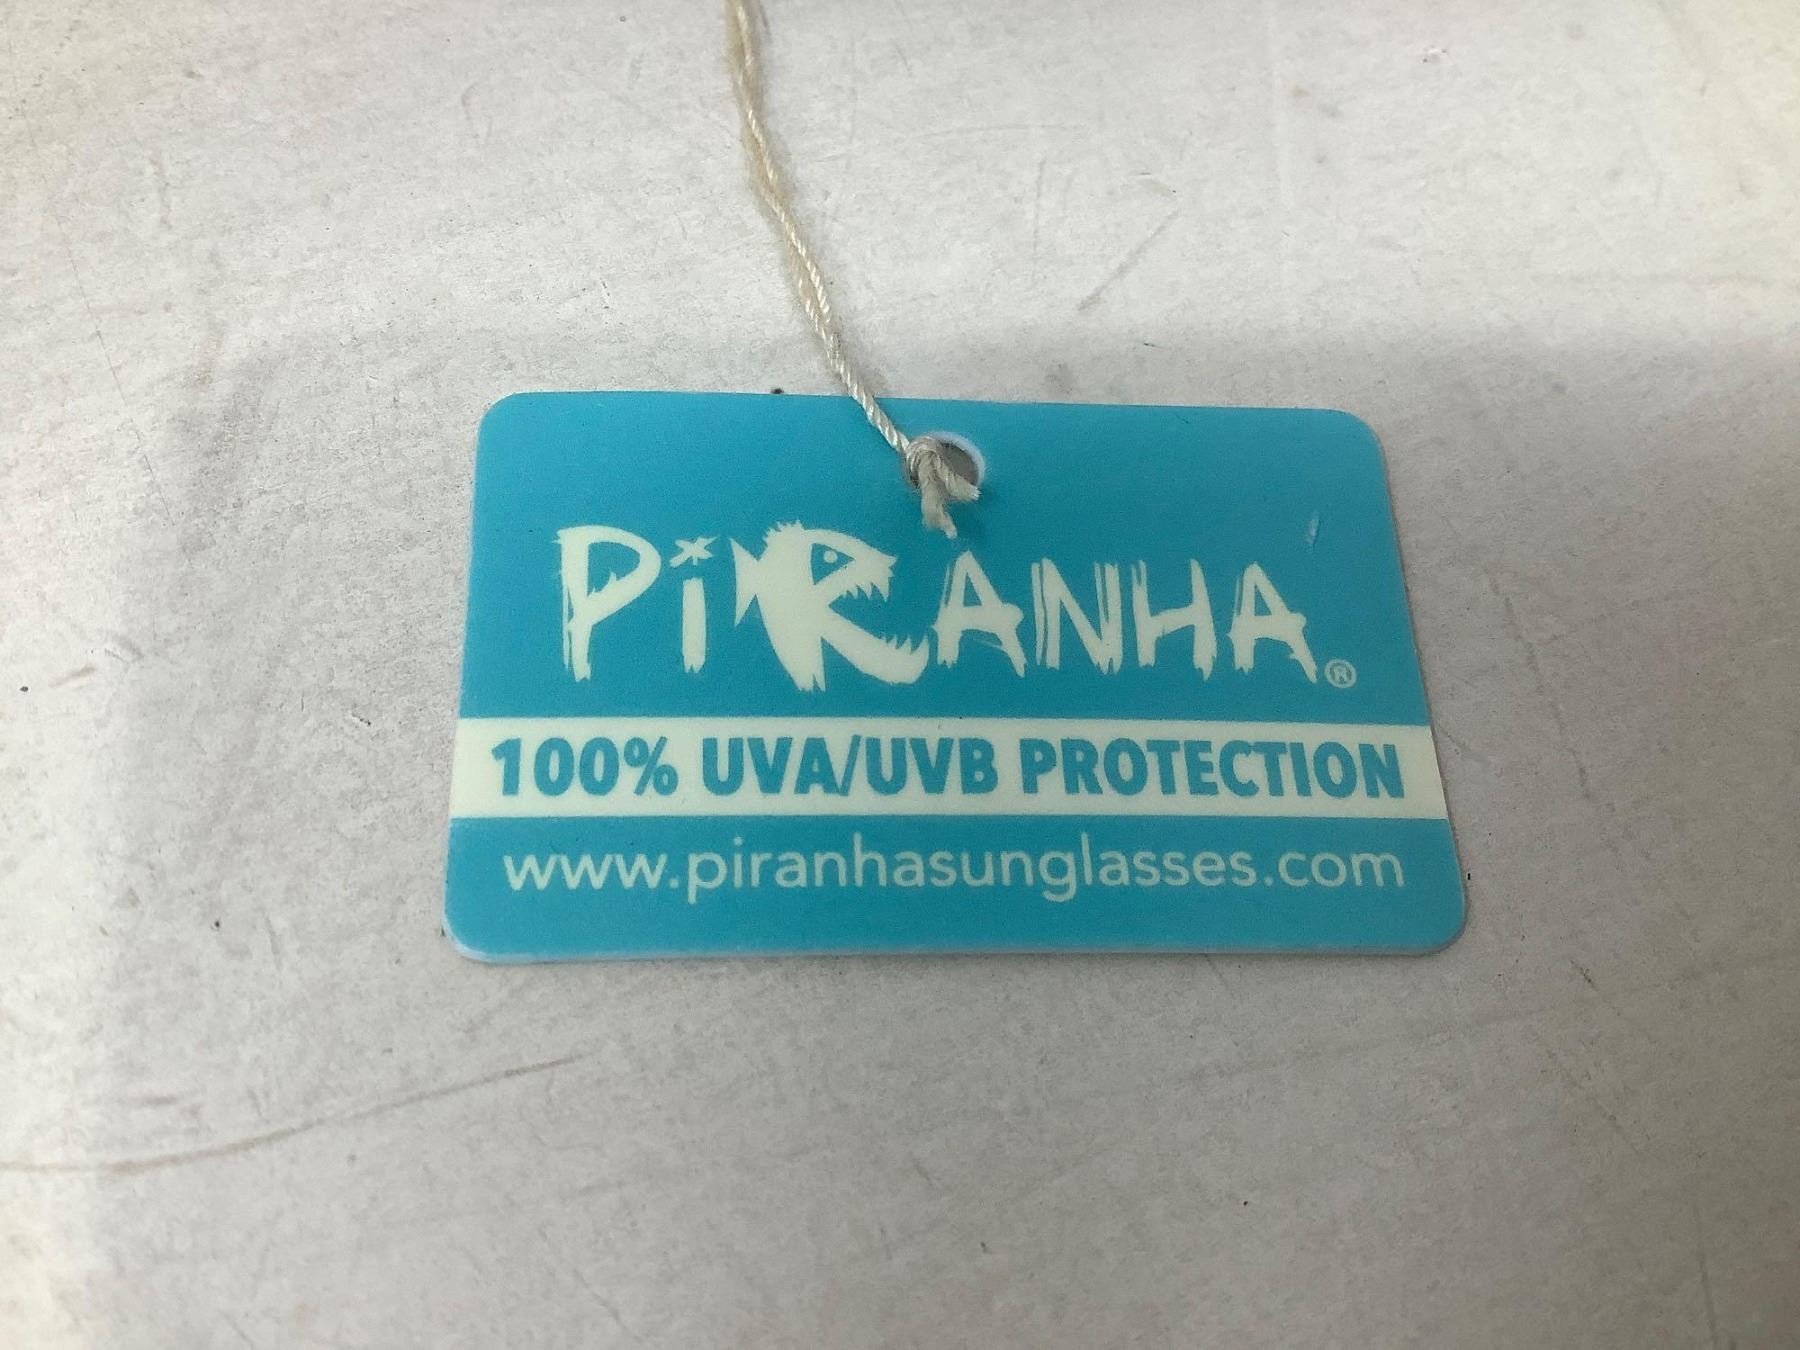 PiRANHA®
100% UVA/UVB PROTECTION
www.piranhasunglasses.com